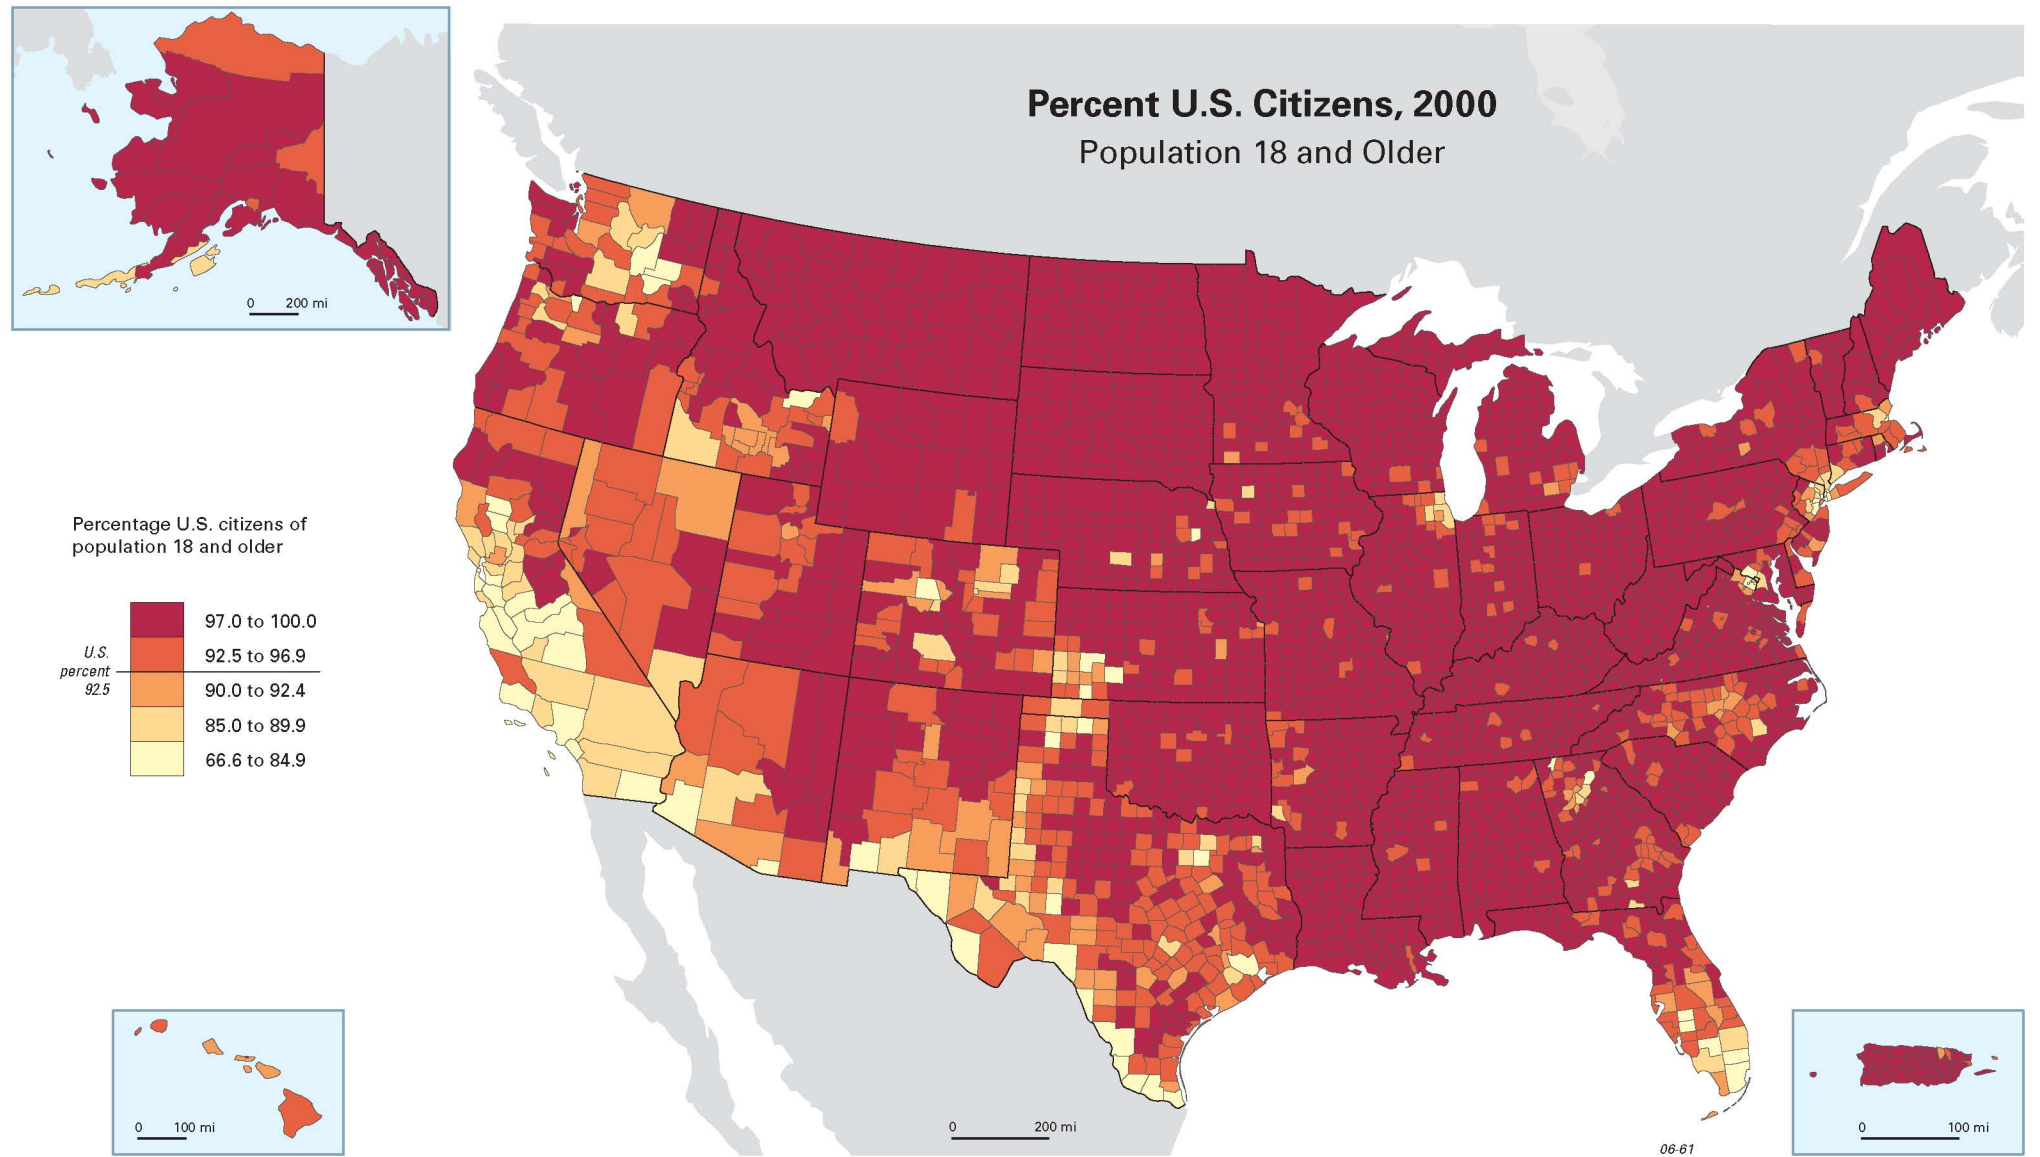 Percent U.S. Citizens, 2000
Population 18 and Older
0 200 mi
Percentage U.S. citizens of
population 18 and older
97.0 to 100.0
92.5 to 96.9
U.S.
percent
92.5
90.0 to 92.4
85.0 to 89.9
66.6 to 84.9
0 100 mi
0 200 mi
0 100 mi
06-61